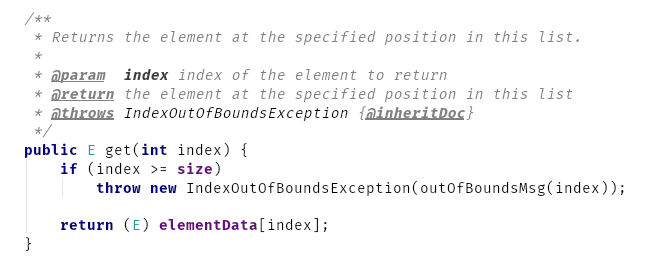 /**
 * Returns the element at the specified position in this list.
 *
 * @param  index index of the element to return
 * @return the element at the specified position in this list
 * @throws IndexOutOfBoundsException {@inheritDoc}
 */
public E get(int index) {
    if (index >= size)
        throw new IndexOutOfBoundsException(outOfBoundsMsg(index));

    return (E) elementData[index];
}